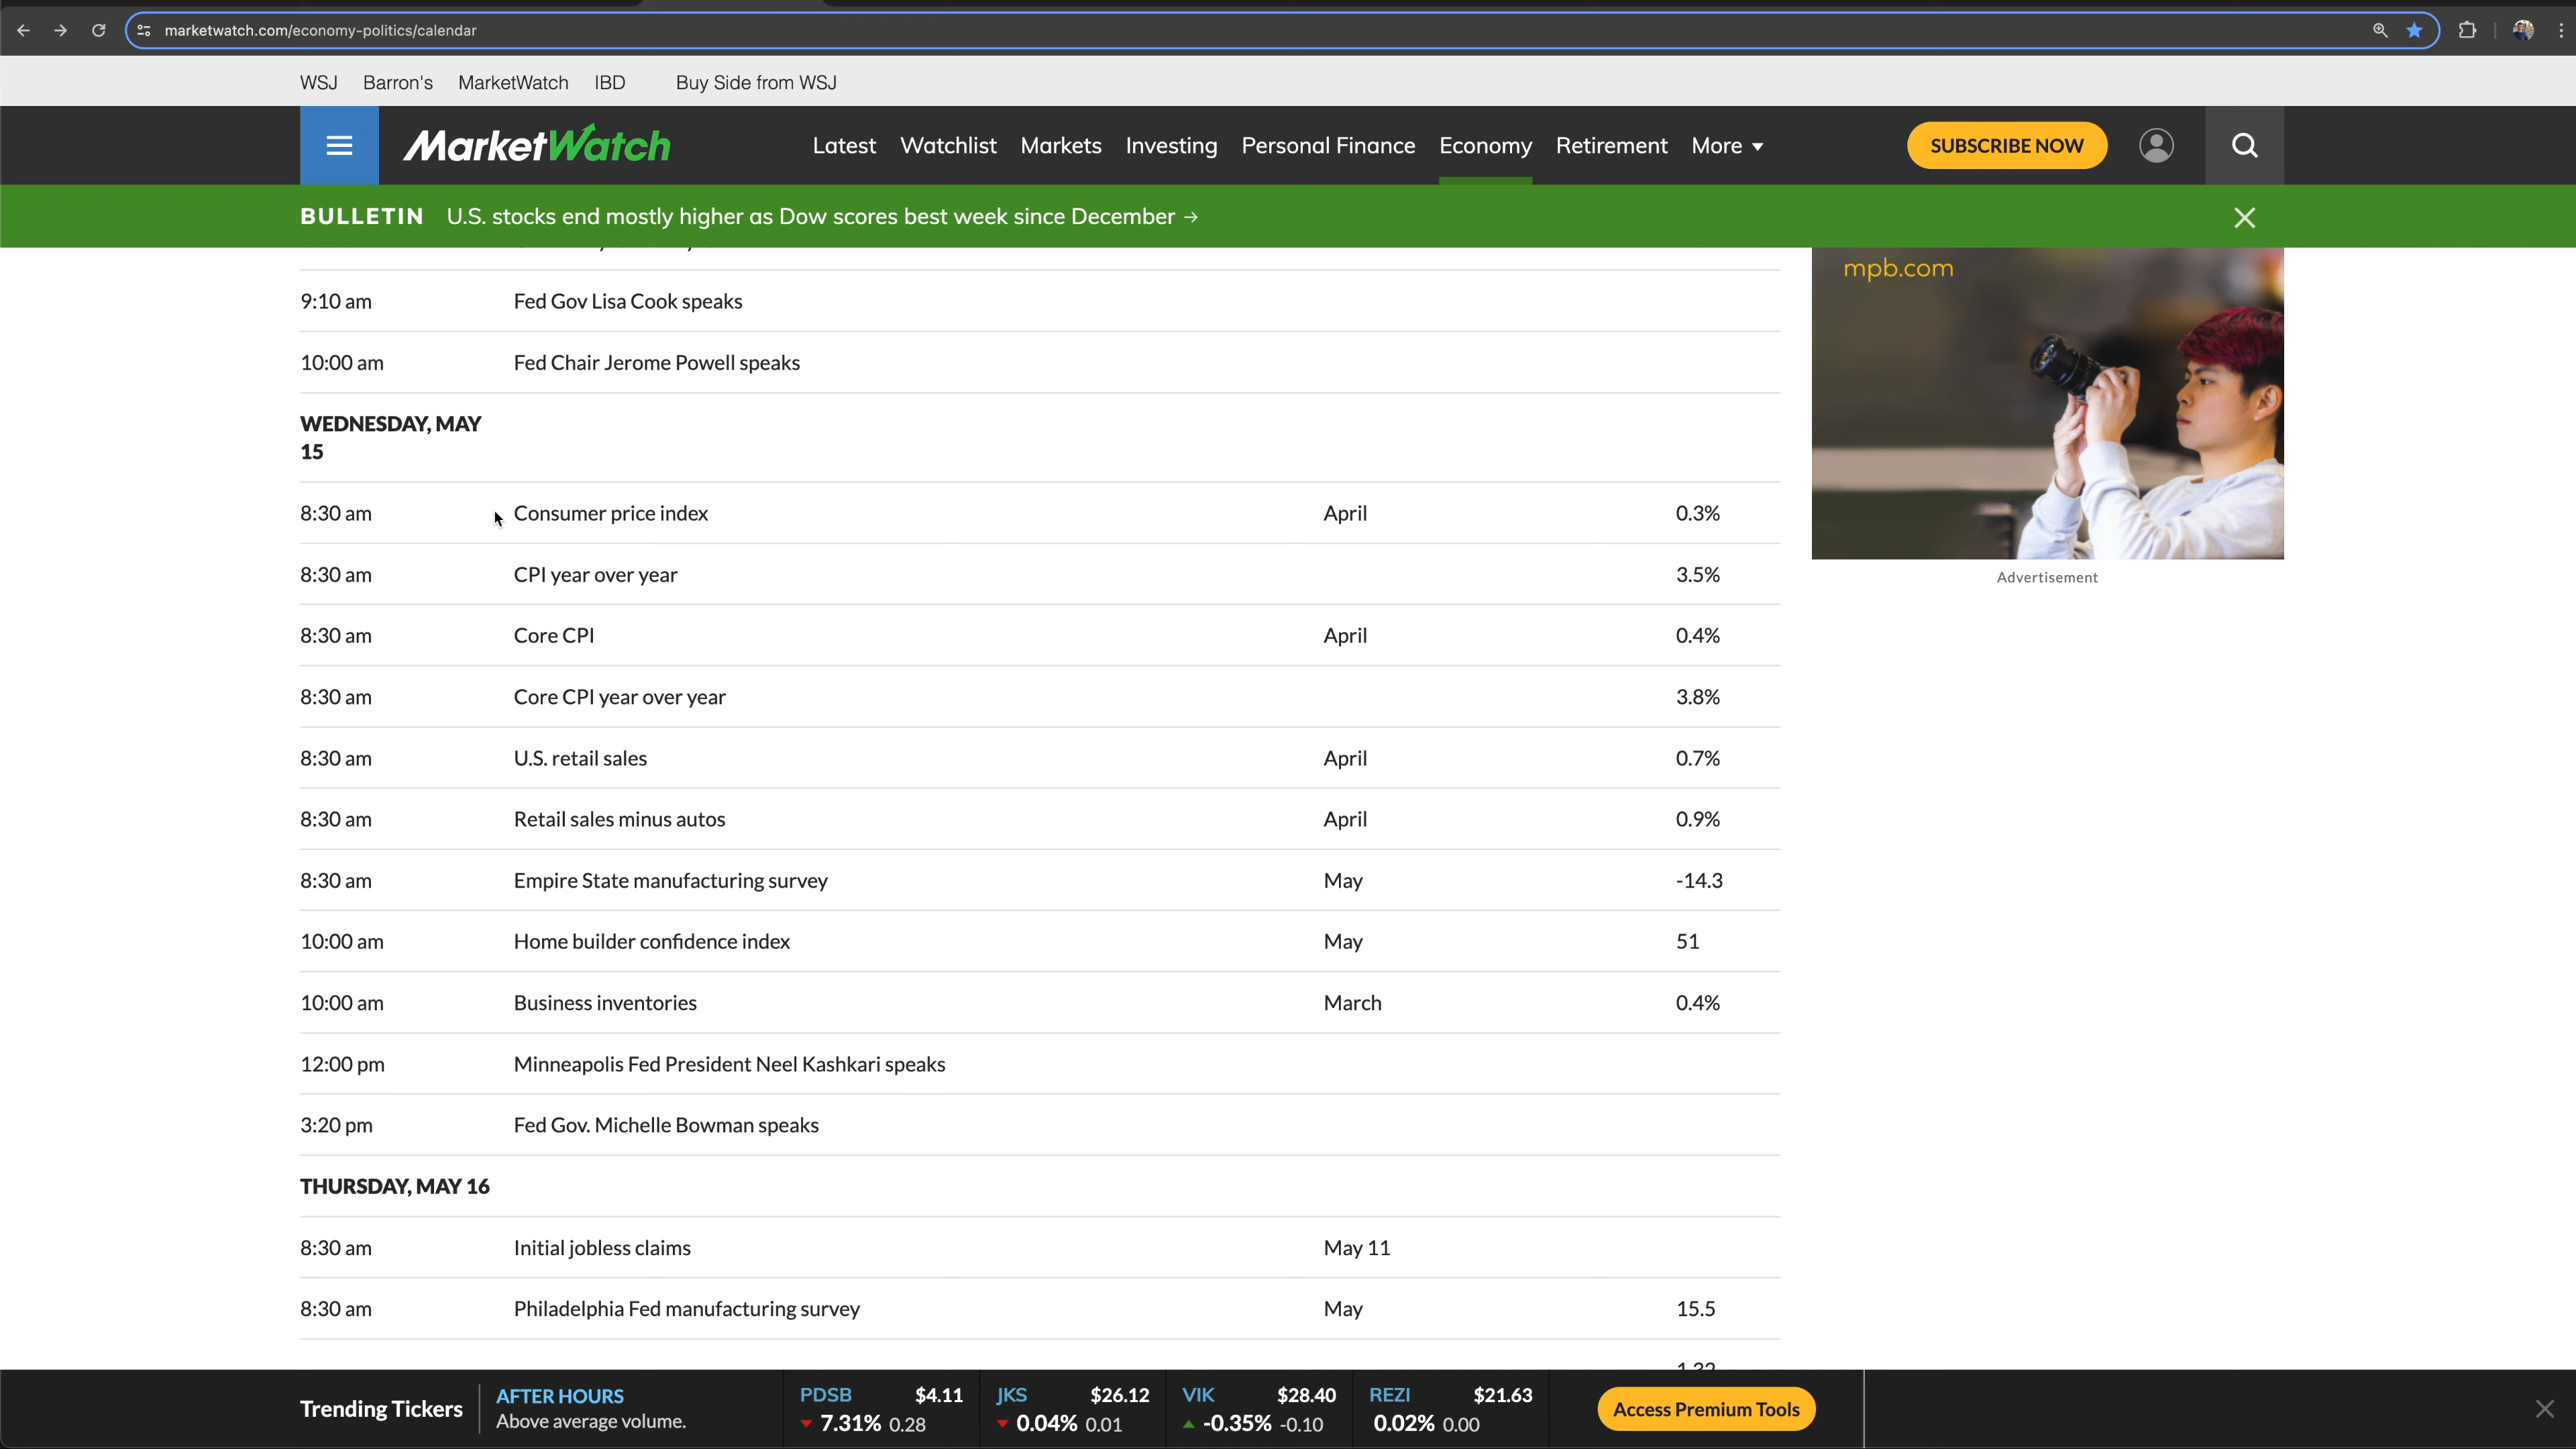 marketwatch.com/economy-politics/calendar
WSJ Barron's MarketWatch IBD Buy Side from WSJ
MarketWatch Latest Watchlist Markets Investing Personal Finance Economy Retirement More SUBSCRIBE NOW
BULLETIN U.S. stocks end mostly higher as Dow scores best week since December →
mpb.com
9:10 am Fed Gov Lisa Cook speaks
10:00 am Fed Chair Jerome Powell speaks
WEDNESDAY, MAY
15
8:30 am Consumer price index April 0.3%
Advertisement
8:30 am CPI year over year 3.5%
8:30 am Core CPI April 0.4%
8:30 am Core CPI year over year 3.8%
8:30 am U.S. retail sales April 0.7%
8:30 am Retail sales minus autos April 0.9%
8:30 am Empire State manufacturing survey May -14.3
10:00 am Home builder confidence index May 51
10:00 am Business inventories March 0.4%
12:00 pm Minneapolis Fed President Neel Kashkari speaks
3:20 pm Fed Gov. Michelle Bowman speaks
THURSDAY, MAY 16
8:30 am Initial jobless claims May 11
8:30 am Philadelphia Fed manufacturing survey May 15.5
Trending Tickers AFTER HOURS PDSB $4.11 JKS $26.12 VIK $28.40 REZI $21.63 Access Premium Tools
Above average volume. 7.31% 0.28 0.04% 0.01 -0.35% -0.10 0.02% 0.00